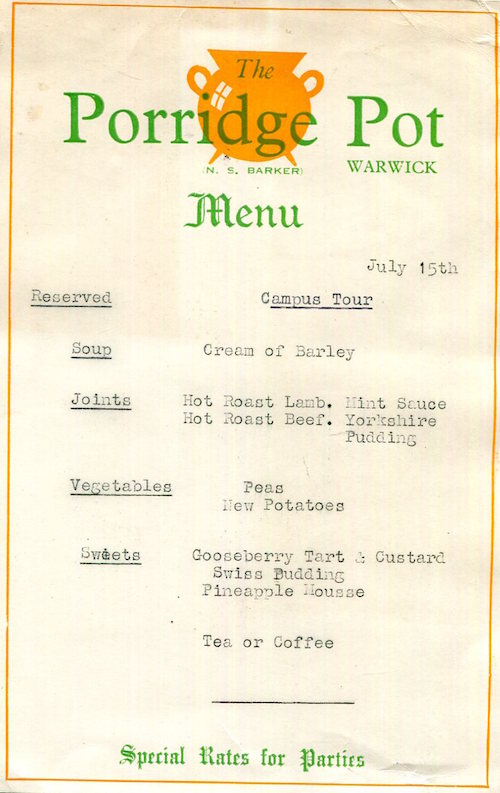 The
Porridge Pot
(N. S. BARKER)
WARWICK
Menu
July 15th
Reserved Campus Tour
Soup Cream of Barley
Joints Hot Roast Lamb. Mint Sauce
Hot Roast Beef. Yorkshire
Pudding
Vegetables Peas
New Potatoes
Sweets Gooseberry Tart & Custard
Swiss Pudding
Pineapple Mousse
Tea or Coffee
Special Rates for Parties